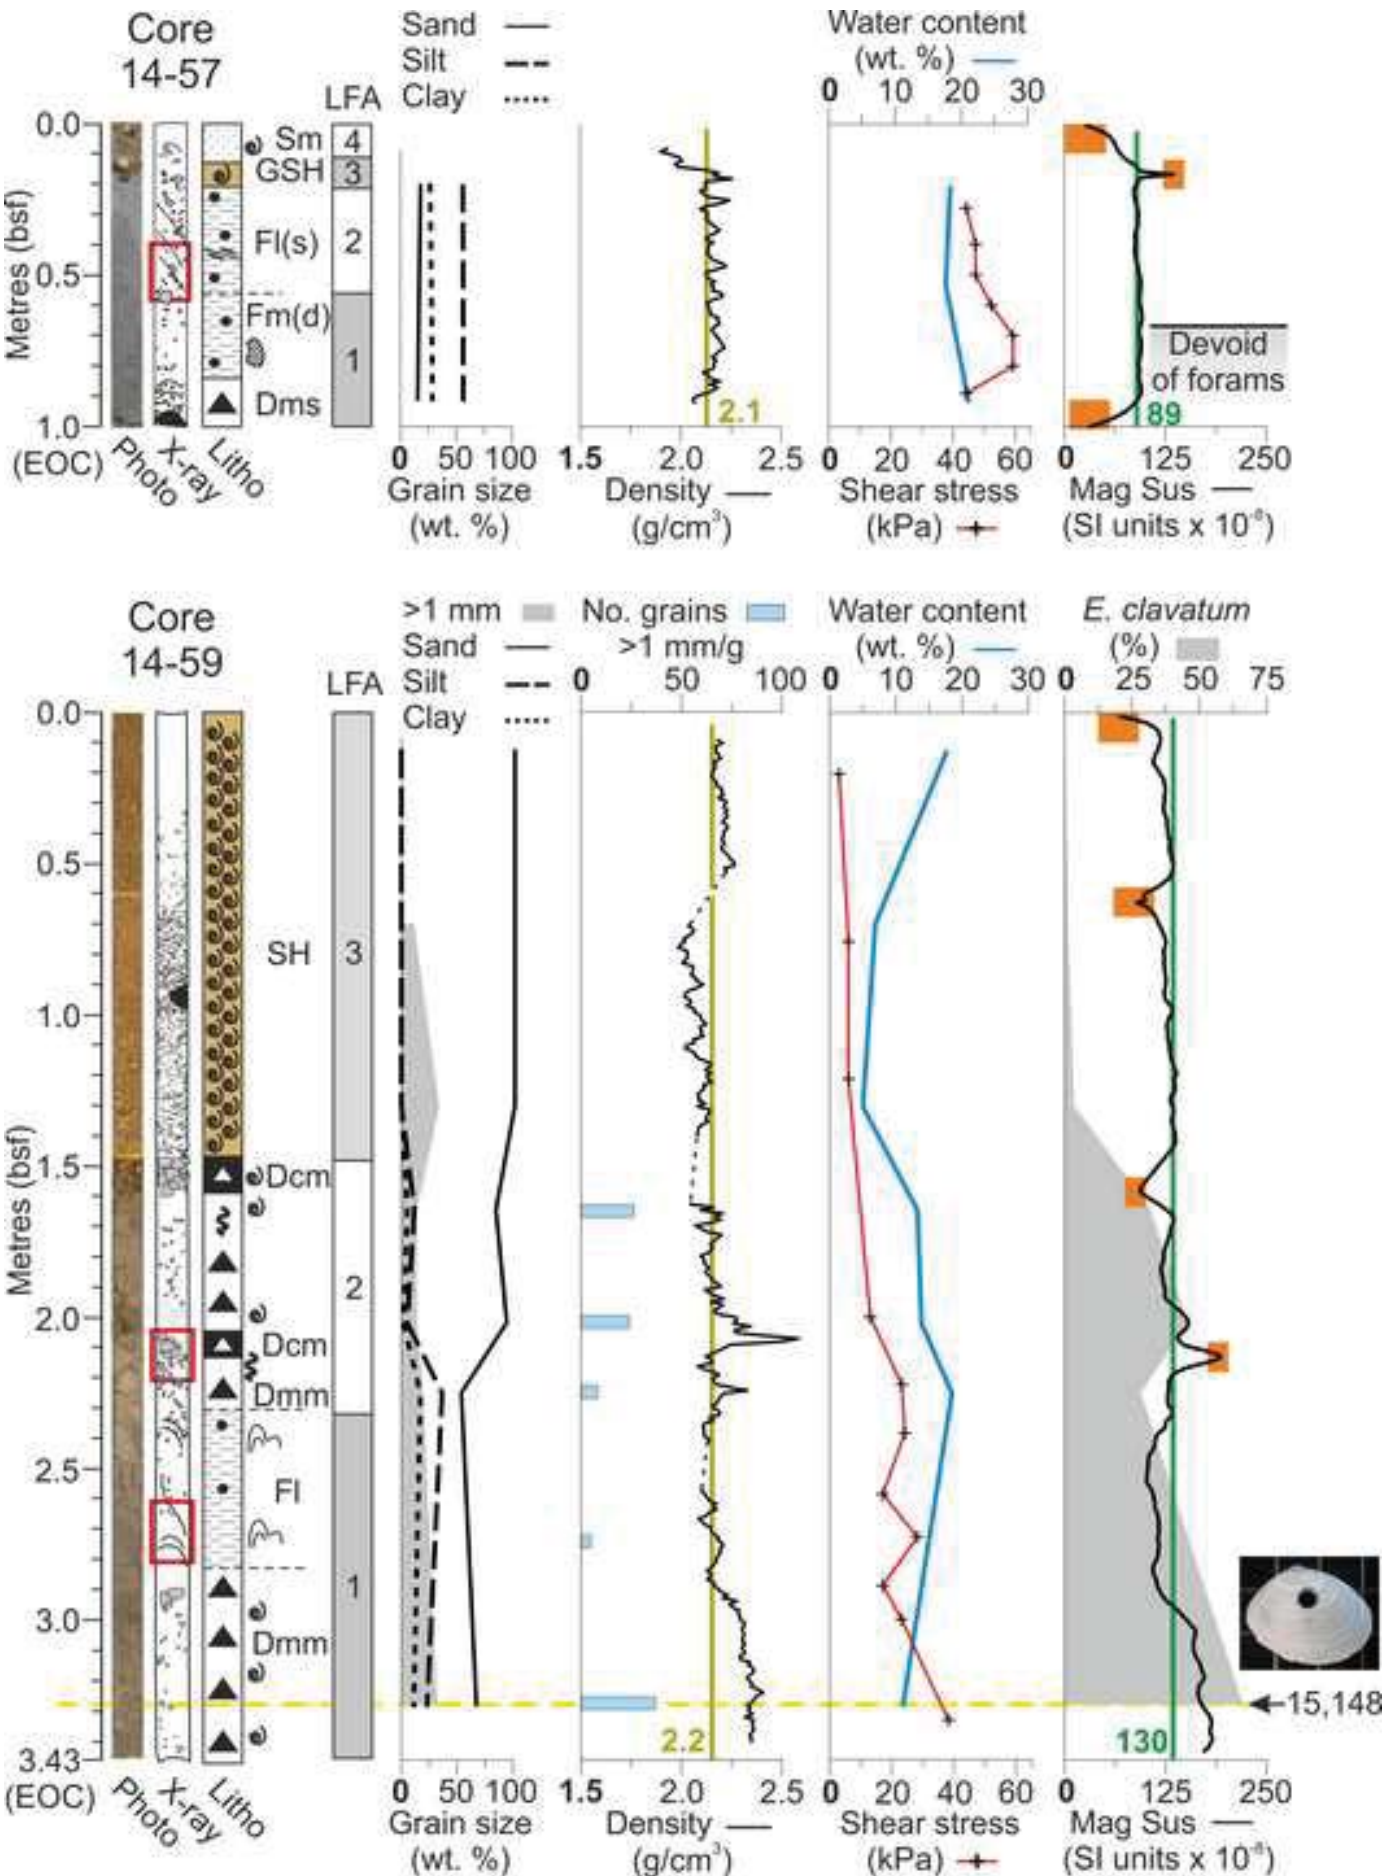 Core
14-57
LFA
Sand
Silt
Clay
Water content
(wt. %)
0 10 20 30
Metres (bsf)
0.0
0.5
1.0
(EOC)
Sm
GSH
Fl(s)
Fm(d)
Dms
4
3
2
1
2.1
Devoid
of forams
89
Photo
X-ray
Litho
0 50 100
Grain size
(wt. %)
1.5 2.0 2.5
Density
(g/cm³)
0 20 40 60
Shear stress
(kPa)
0 125 250
Mag Sus
(SI units x 10⁻⁸)
Core
14-59
LFA
>1 mm
Sand
Silt
Clay
No. grains
>1 mm/g
0 50 100
Water content
(wt. %)
0 10 20 30
E. clavatum
(%)
0 25 50 75
Metres (bsf)
0.0
0.5
1.0
1.5
2.0
2.5
3.0
3.43
(EOC)
SH
Dcm
Dcm
Dmm
Fl
Dmm
3
2
1
2.2
130
15,148
Photo
X-ray
Litho
0 50 100
Grain size
(wt. %)
1.5 2.0 2.5
Density
(g/cm³)
0 20 40 60
Shear stress
(kPa)
0 125 250
Mag Sus
(SI units x 10⁻⁸)